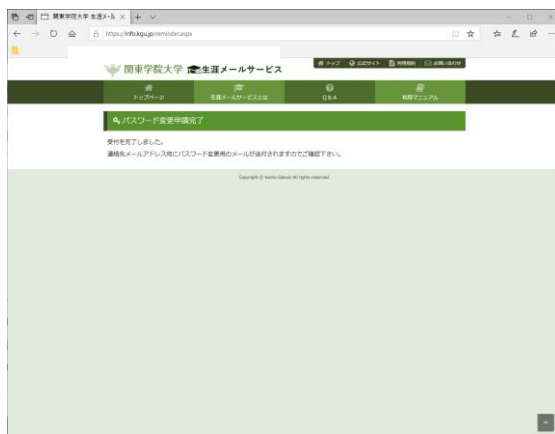 関東学院大学 生涯メール
https://info.kgu.jp/reminder.aspx
関東学院大学 生涯メールサービス
トップ 公式サイト 利用規約 お問い合わせ
トップページ 生涯メールサービスとは Q&A 利用マニュアル
パスワード変更申請完了
受付を完了しました。
連絡先メールアドレス宛にパスワード変更用のメールが送付されますのでご確認下さい。
Copyright © Kanto Gakuin All rights reserved.